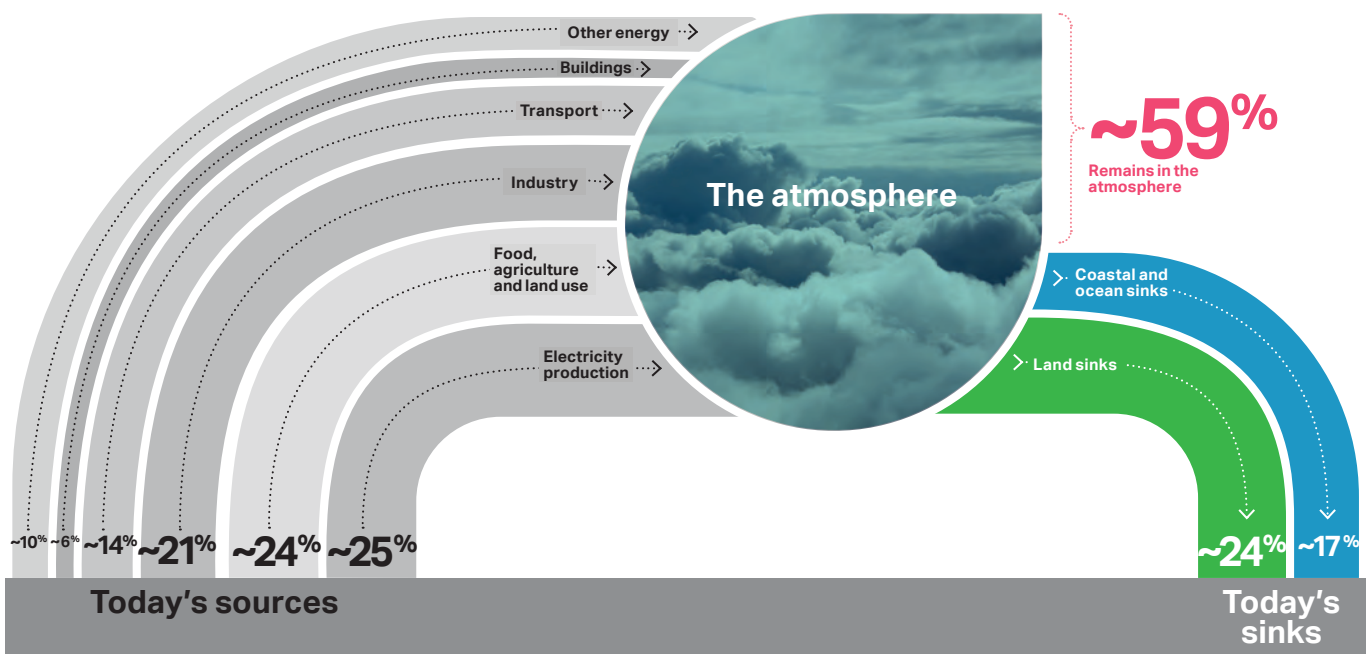 Other energy
Buildings
Transport
Industry
Food,
agriculture
and land use
Electricity
production
The atmosphere
~59%
Remains in the
atmosphere
Coastal and
ocean sinks
Land sinks
~10%
~6%
~14%
~21%
~24%
~25%
~24%
~17%
Today's sources
Today's
sinks